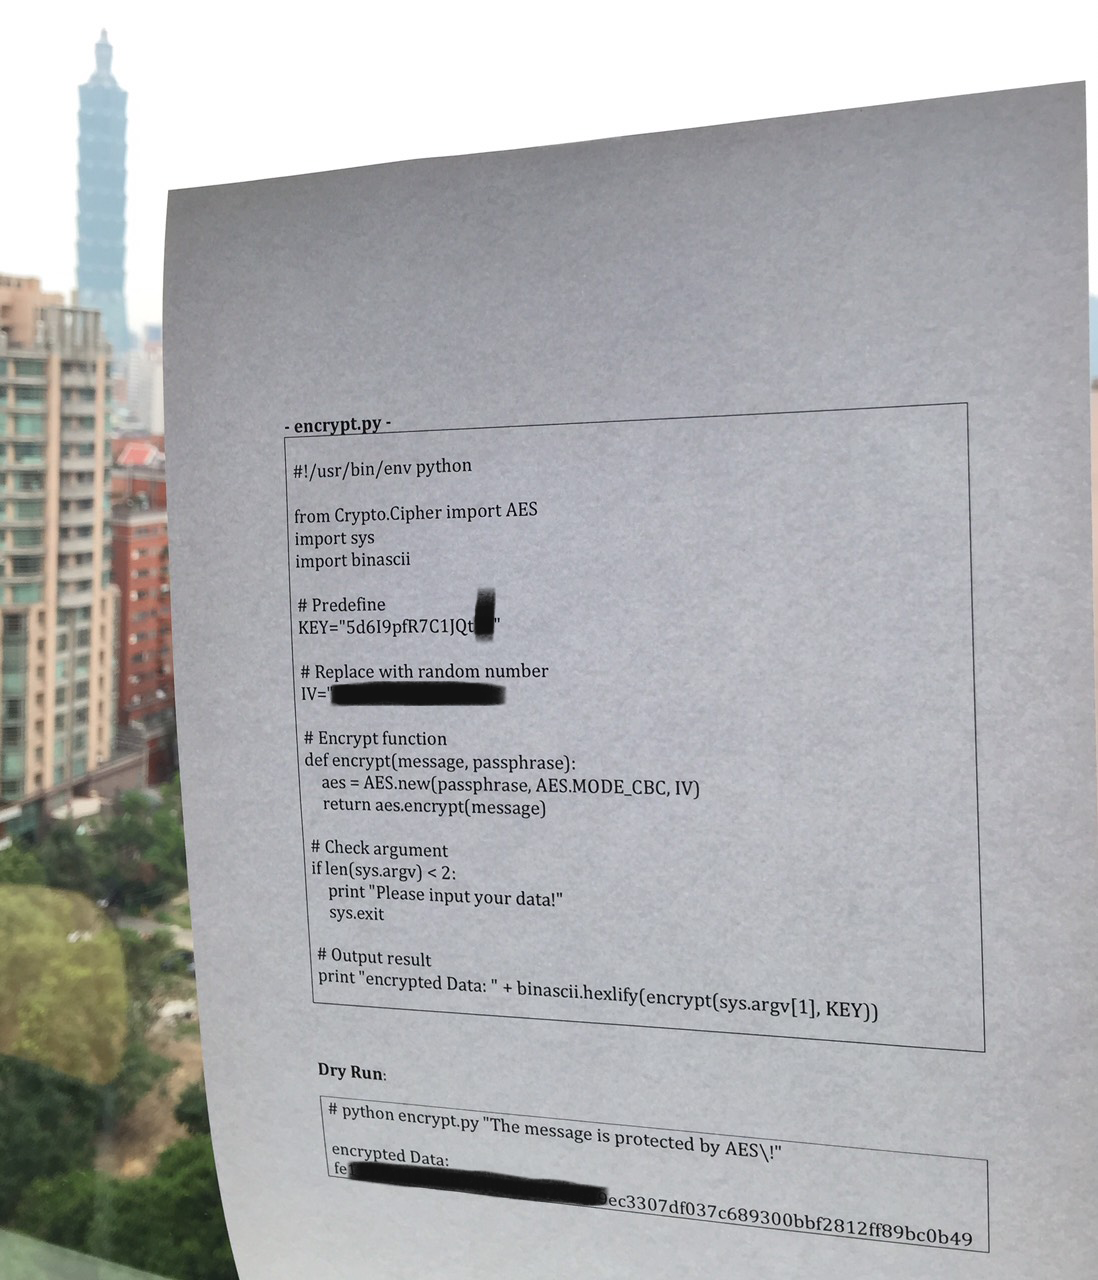 - encrypt.py -
#!/usr/bin/env python
from Crypto.Cipher import AES
import sys
import binascii
# Predefine
KEY="5d6I9pfR7C1JQt"
# Replace with random number
IV="
# Encrypt function
def encrypt(message, passphrase):
aes = AES.new(passphrase, AES.MODE_CBC, IV)
return aes.encrypt(message)
# Check argument
if len(sys.argv) < 2:
print "Please input your data!"
sys.exit
# Output result
print "encrypted Data: " + binascii.hexlify(encrypt(sys.argv[1], KEY))
Dry Run:
# python encrypt.py "The message is protected by AES\!"
encrypted Data:
fe ec3307df037c689300bbf2812ff89bc0b49